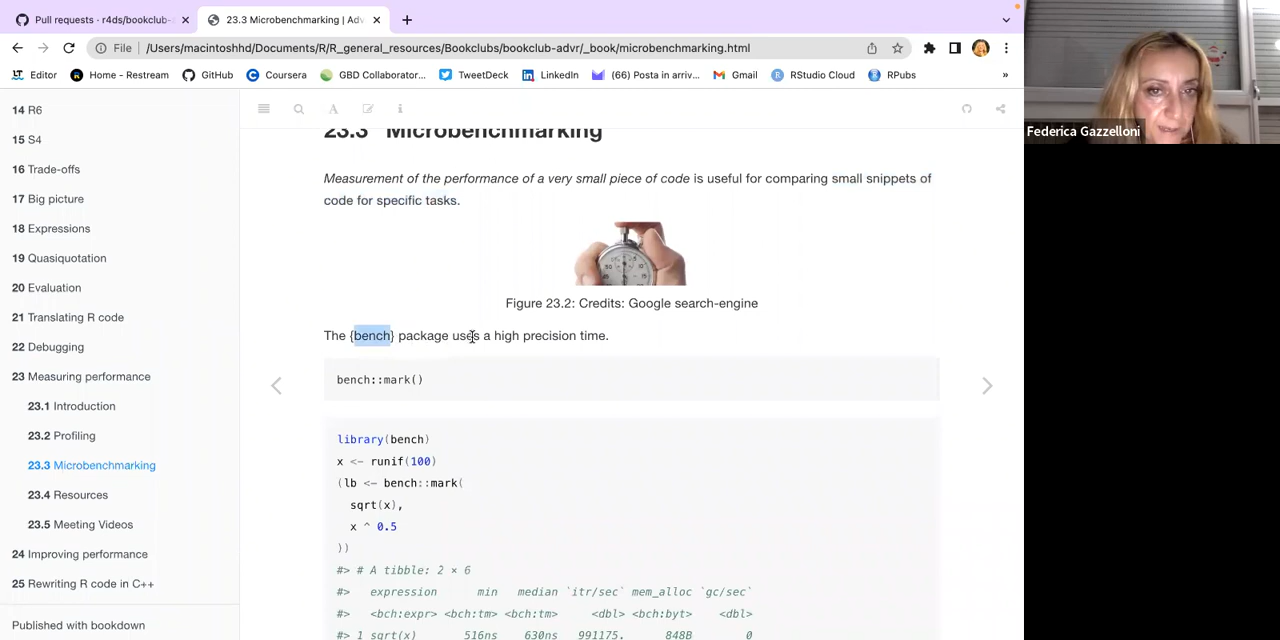 Pull requests · r4ds/bookclub-
23.3 Microbenchmarking | Adv
File
/Users/macintoshhd/Documents/R/R_general_resources/Bookclubs/bookclub-advr/_book/microbenchmarking.html
Editor
Home - Restream
GitHub
Coursera
GBD Collaborator...
TweetDeck
LinkedIn
(66) Posta in arriv...
Gmail
RStudio Cloud
RPubs
»
14 R6
15 S4
16 Trade-offs
17 Big picture
18 Expressions
19 Quasiquotation
20 Evaluation
21 Translating R code
22 Debugging
23 Measuring performance
23.1 Introduction
23.2 Profiling
23.3 Microbenchmarking
23.4 Resources
23.5 Meeting Videos
24 Improving performance
25 Rewriting R code in C++
Published with bookdown
23.3 Microbenchmarking
Measurement of the performance of a very small piece of code is useful for comparing small snippets of
code for specific tasks.
Figure 23.2: Credits: Google search-engine
The {bench} package uses a high precision time.
bench::mark()
library(bench)
x <- runif(100)
(lb <- bench::mark(
sqrt(x),
x ^ 0.5
))
#> # A tibble: 2 × 6
#> expression min median `itr/sec` mem_alloc `gc/sec`
#> <bch:expr> <bch:tm> <bch:tm> <dbl> <bch:byt> <dbl>
#> 1 sqrt(x) 516ns 630ns 991175. 848B 0
Federica Gazzelloni